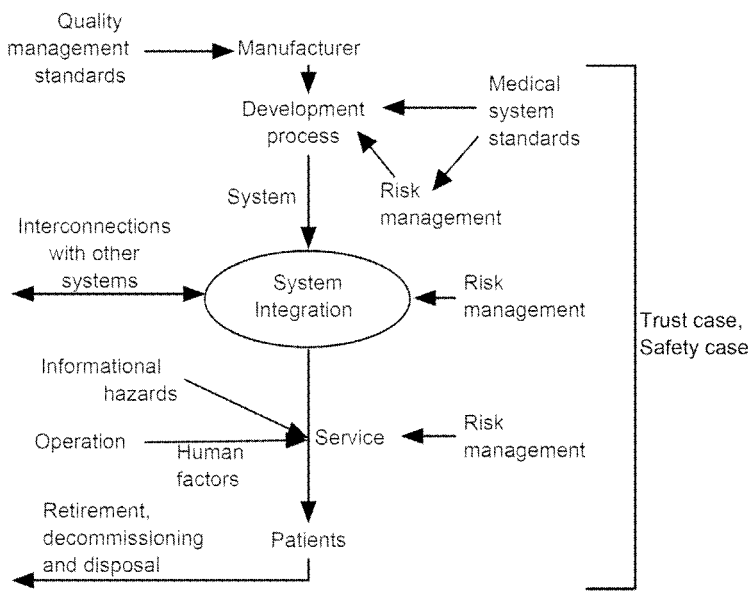 Quality
management
standards
Manufacturer
Development
process
Medical
system
standards
System
Risk
management
Interconnections
with other
systems
System
Integration
Risk
management
Trust case,
Safety case
Informational
hazards
Operation
Human
factors
Service
Risk
management
Retirement,
decommissioning
and disposal
Patients